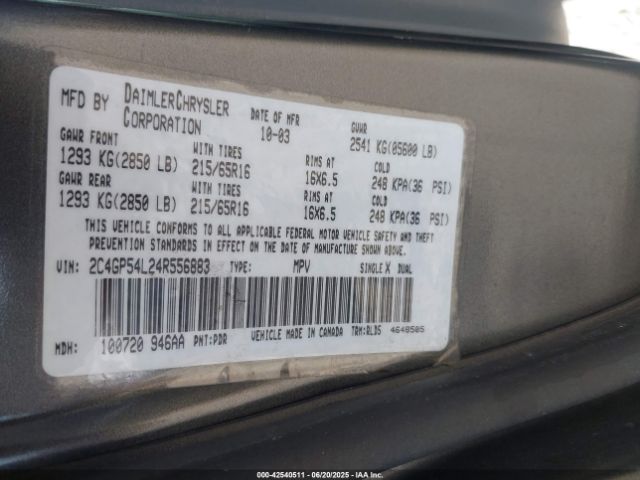 MFD BY DAIMLERCHRYSLER CORPORATION DATE OF MFR 10-03 GVWR 2541 KG(05600 LB)
GAWR FRONT WITH TIRES RIMS AT COLD
1293 KG(2850 LB) 215/65R16 16X6.5 248 KPA(36 PSI)
GAWR REAR WITH TIRES RIMS AT COLD
1293 KG(2850 LB) 215/65R16 16X6.5 248 KPA(36 PSI)
THIS VEHICLE CONFORMS TO ALL APPLICABLE FEDERAL MOTOR VEHICLE SAFETY AND THEFT
PREVENTION STANDARDS IN EFFECT ON THE DATE OF MANUFACTURE SHOWN ABOVE.
VIN: 2C4GP54L24R556883 TYPE: MPV SINGLE X DUAL
MDH: 100720 946AA PNT:PDR VEHICLE MADE IN CANADA TRM:RLDS 4648505
000-42540511 - 06/20/2025 - IAAI.com